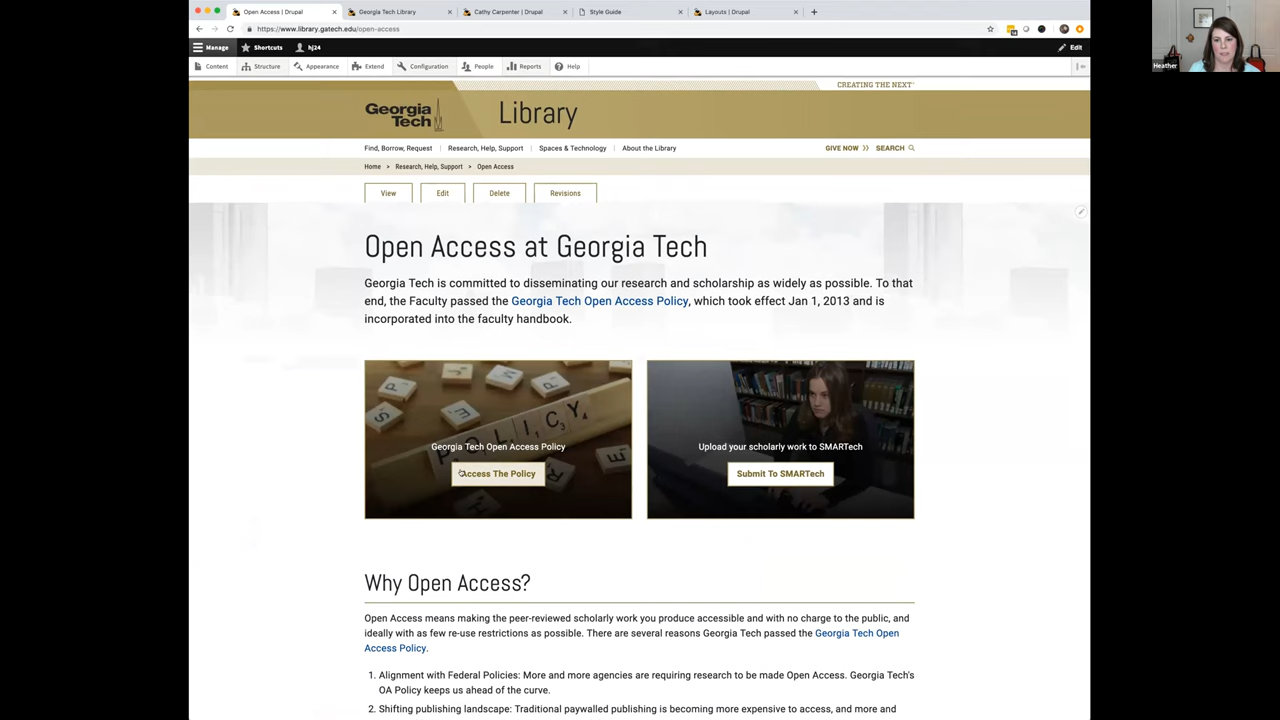 Open Access | Drupal
Georgia Tech Library
Cathy Carpenter | Drupal
Style Guide
Layouts | Drupal
https://www.library.gatech.edu/open-access
Heather
Manage
Shortcuts
hj24
Edit
Content
Structure
Appearance
Extend
Configuration
People
Reports
Help
CREATING THE NEXT
Georgia
Tech
Library
Find, Borrow, Request
Research, Help, Support
Spaces & Technology
About the Library
GIVE NOW
SEARCH
Home > Research, Help, Support > Open Access
View
Edit
Delete
Revisions
Open Access at Georgia Tech
Georgia Tech is committed to disseminating our research and scholarship as widely as possible. To that
end, the Faculty passed the Georgia Tech Open Access Policy, which took effect Jan 1, 2013 and is
incorporated into the faculty handbook.
POLICY
Georgia Tech Open Access Policy
Access The Policy
Upload your scholarly work to SMARTech
Submit To SMARTech
Why Open Access?
Open Access means making the peer-reviewed scholarly work you produce accessible and with no charge to the public, and
ideally with as few re-use restrictions as possible. There are several reasons Georgia Tech passed the Georgia Tech Open
Access Policy.
1. Alignment with Federal Policies: More and more agencies are requiring research to be made Open Access. Georgia Tech's
OA Policy keeps us ahead of the curve.
2. Shifting publishing landscape: Traditional paywalled publishing is becoming more expensive to access, and more and